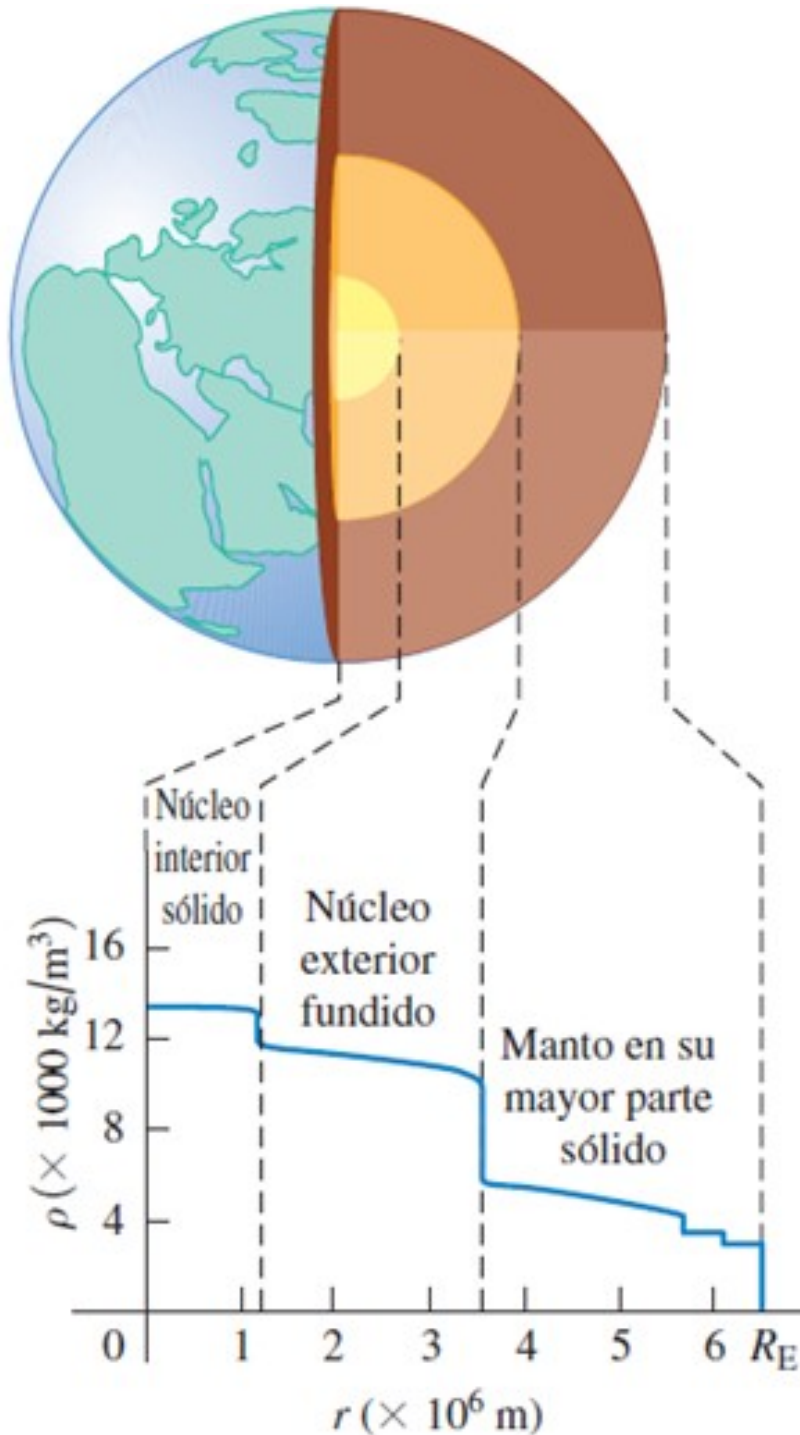 Núcleo
interior
sólido
Núcleo
exterior
fundido
Manto en su
mayor parte
sólido
ρ (× 1000 kg/m³)
16
12
8
4
0 1 2 3 4 5 6 R_E
r (× 10⁶ m)